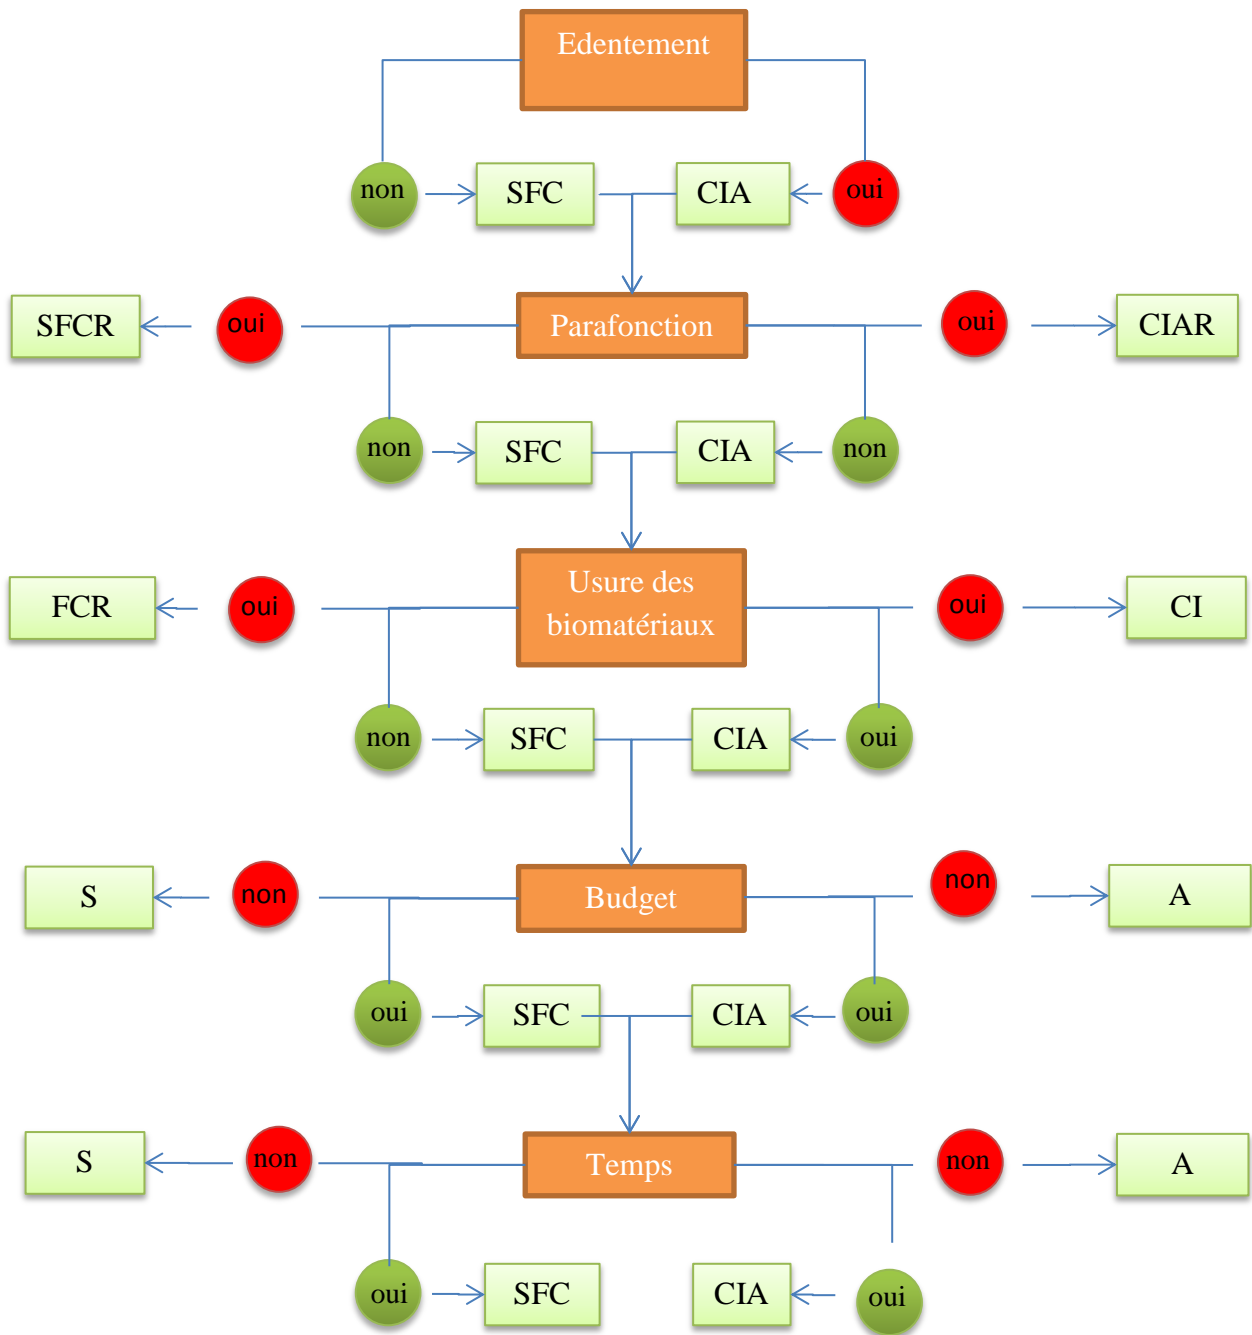 Edentement
non
SFC
CIA
oui
SFCR
oui
Parafonction
oui
CIAR
non
SFC
CIA
non
FCR
oui
Usure des
biomatériaux
oui
CI
non
SFC
CIA
oui
S
non
Budget
non
A
oui
SFC
CIA
oui
S
non
Temps
non
A
oui
SFC
CIA
oui